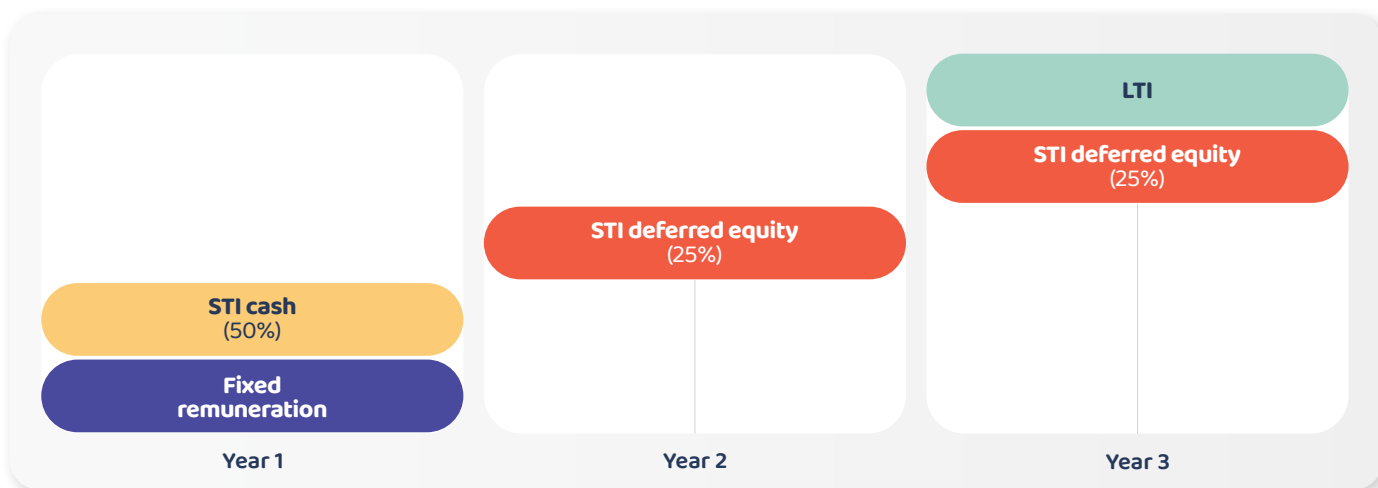 LTI
STI deferred equity
(25%)
STI deferred equity
(25%)
STI cash
(50%)
Fixed
remuneration
Year 1
Year 2
Year 3